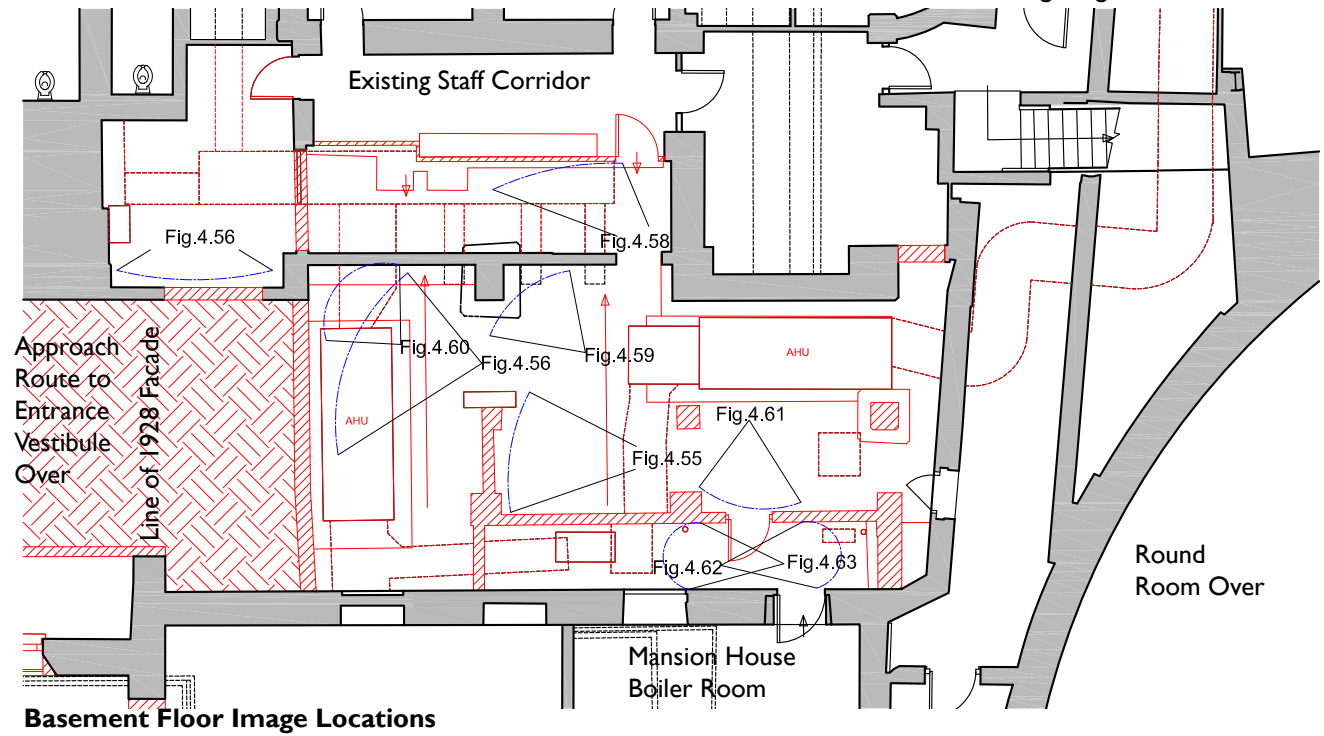 Existing Staff Corridor
Fig.4.56
Fig.4.58
Approach
Route to
Entrance
Vestibule
Over
Line of 1928 Facade
Fig.4.60
Fig.4.56
Fig.4.59
AHU
AHU
Fig.4.61
Fig.4.55
Fig.4.62
Fig.4.63
Round
Room Over
Mansion House
Boiler Room
Basement Floor Image Locations